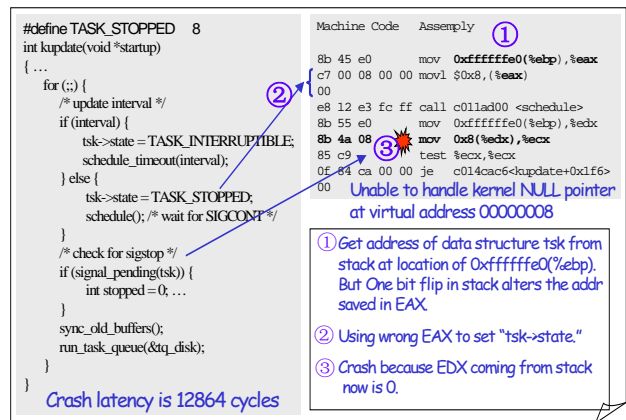 #define TASK_STOPPED 8
int kupdate(void *startup)
{ …
for (;;) {
/* update interval */
if (interval) {
tsk->state = TASK_INTERRUPTIBLE;
schedule_timeout(interval);
} else {
tsk->state = TASK_STOPPED;
schedule(); /* wait for SIGCONT */
}
/* check for sigstop */
if (signal_pending(tsk)) {
int stopped = 0; …
}
sync_old_buffers();
run_task_queue(&tq_disk);
}
}
Crash latency is 12864 cycles
②
Machine Code Assembly
①
8b 45 e0 mov 0xffffffe0(%ebp),%eax
c7 00 08 00 00 movl $0x8,(%eax)
00
e8 12 e3 fc ff call c011ad00 <schedule>
8b 55 e0 mov 0xffffffe0(%ebp),%edx
8b 4a 08 mov 0x8(%edx),%ecx
③
85 c9 test %ecx,%ecx
0f 84 ca 00 00 je c014cac6<kupdate+0x1f6>
00
Unable to handle kernel NULL pointer
at virtual address 00000008
① Get address of data structure tsk from
stack at location of 0xffffffe0(%ebp).
But One bit flip in stack alters the addr
saved in EAX.
② Using wrong EAX to set "tsk->state."
③ Crash because EDX coming from stack
now is 0.